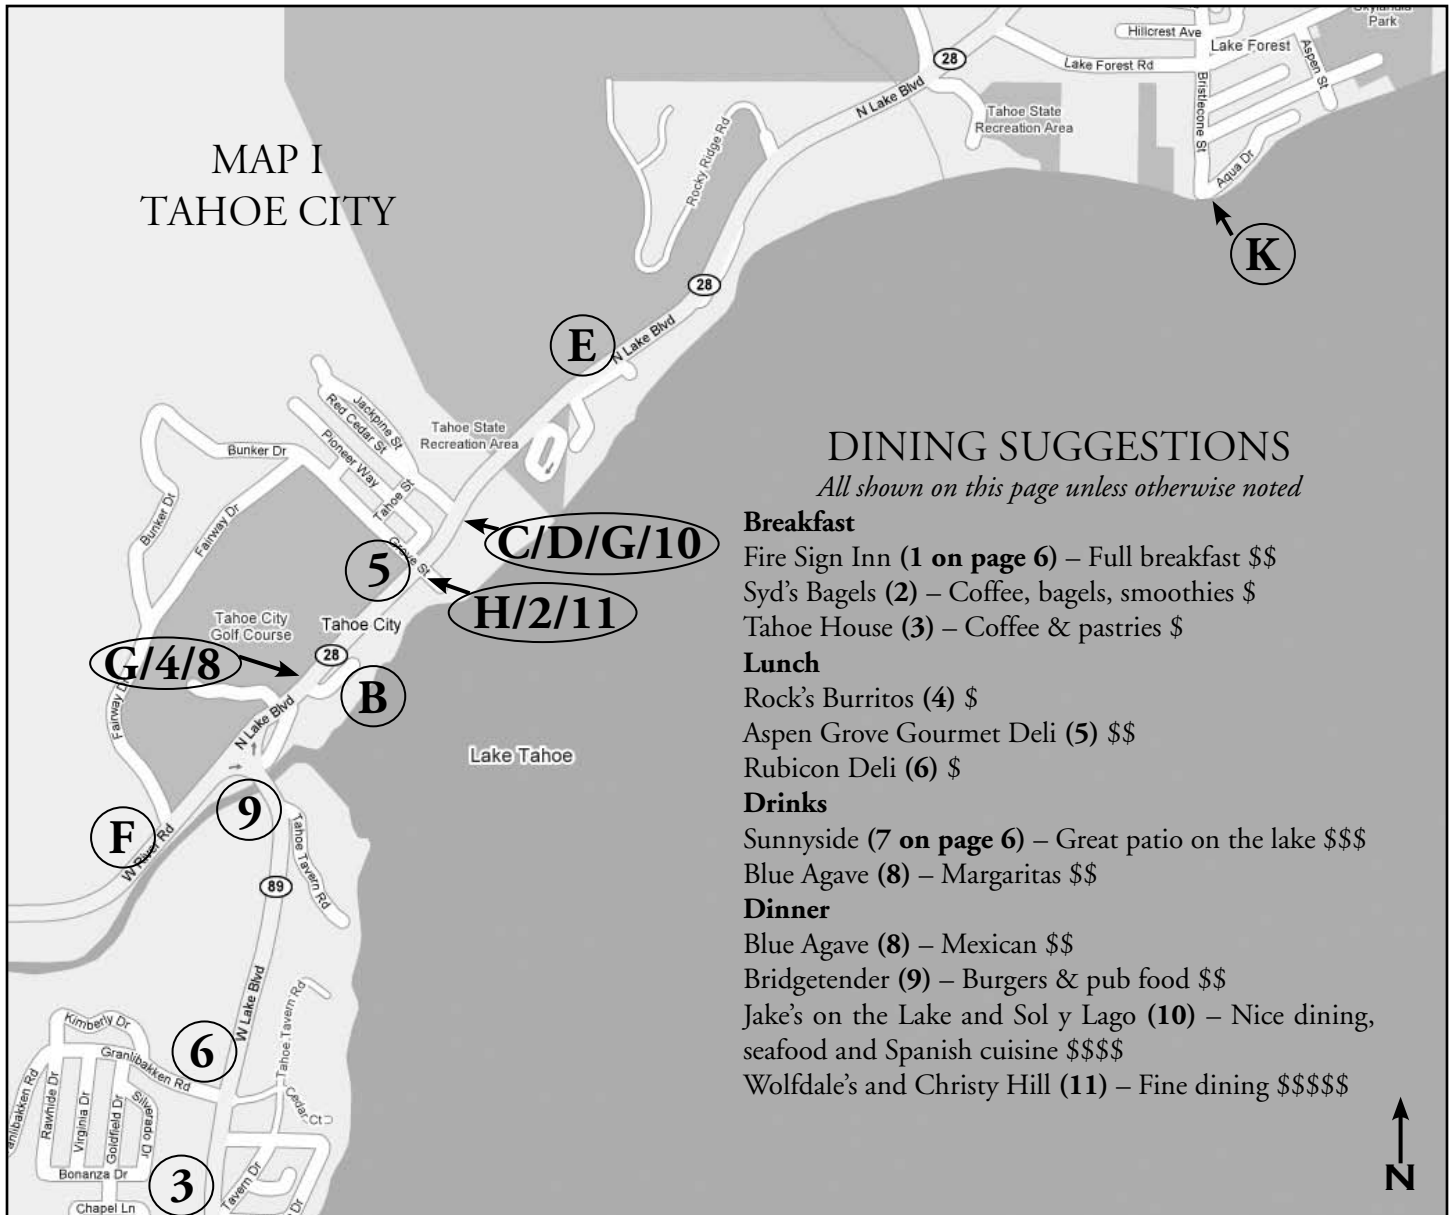 MAP I
TAHOE CITY
Park
Hillcrest Ave
Lake Forest
Lake Forest Rd
Aspen St
Bristlecone St
Aqua Dr
K
28
N Lake Blvd
Tahoe State
Recreation Area
Rocky Ridge Rd
28
N Lake Blvd
E
Tahoe State
Recreation Area
Jackpine St
Red Cedar St
Pioneer Way
Tahoe St
Grove St
Bunker Dr
Bunker Dr
Fairway Dr
C/D/G/10
5
H/2/11
Tahoe City
Golf Course
Tahoe City
28
G/4/8
B
Fairway Dr
N Lake Blvd
Lake Tahoe
9
F
W River Rd
Tahoe Tavern Rd
89
W Lake Blvd
Tahoe Tavern Rd
6
Kimberly Dr
Granlibakken Rd
anlibakken Rd
Rawhide Dr
Virginia Dr
Goldfield Dr
Silverado Dr
Cedar Ct
Bonanza Dr
3
Tavern Dr
Dr
Chapel Ln
DINING SUGGESTIONS
All shown on this page unless otherwise noted
Breakfast
Fire Sign Inn (1 on page 6) – Full breakfast $$
Syd's Bagels (2) – Coffee, bagels, smoothies $
Tahoe House (3) – Coffee & pastries $
Lunch
Rock's Burritos (4) $
Aspen Grove Gourmet Deli (5) $$
Rubicon Deli (6) $
Drinks
Sunnyside (7 on page 6) – Great patio on the lake $$$
Blue Agave (8) – Margaritas $$
Dinner
Blue Agave (8) – Mexican $$
Bridgetender (9) – Burgers & pub food $$
Jake's on the Lake and Sol y Lago (10) – Nice dining,
seafood and Spanish cuisine $$$$
Wolfdale's and Christy Hill (11) – Fine dining $$$$$
N